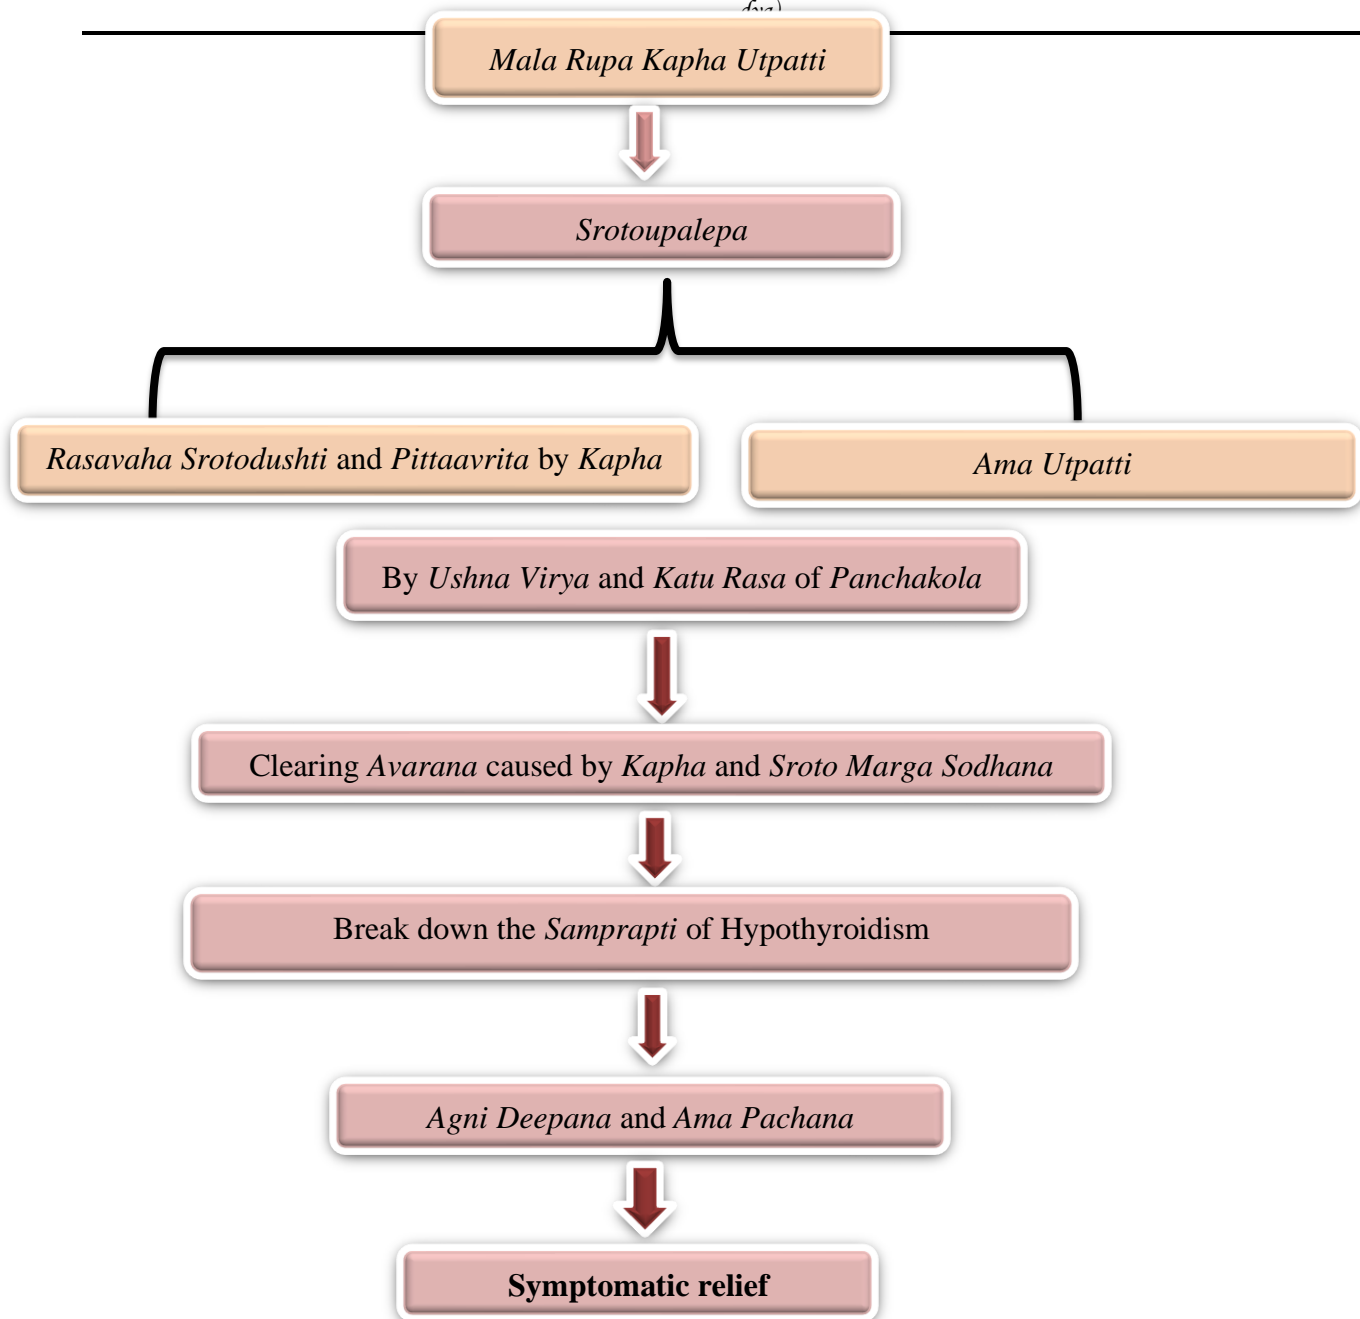 Mala Rupa Kapha Utpatti
Srotoupalepa
Rasavaha Srotodushti and Pittaavrita by Kapha
Ama Utpatti
By Ushna Virya and Katu Rasa of Panchakola
Clearing Avarana caused by Kapha and Sroto Marga Sodhana
Break down the Samprapti of Hypothyroidism
Agni Deepana and Ama Pachana
Symptomatic relief